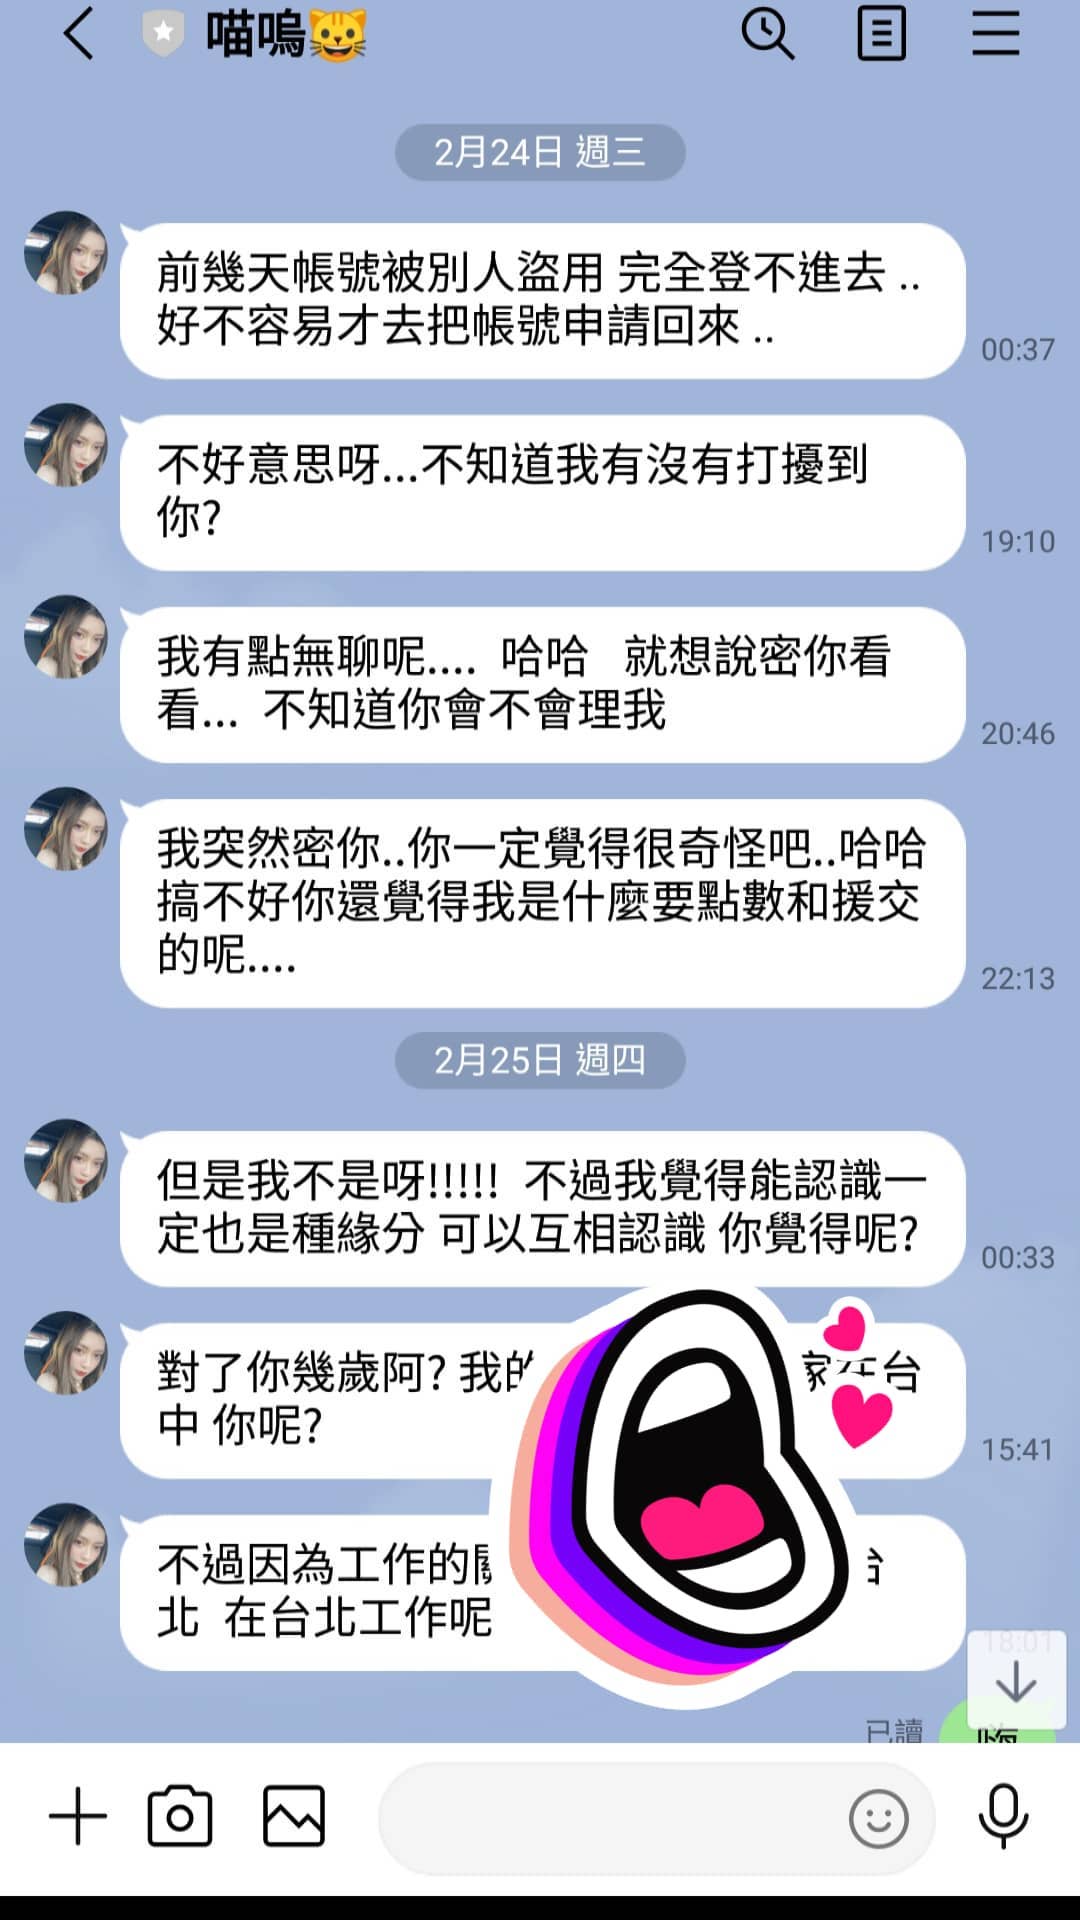 喵嗚
2月24日 週三
前幾天帳號被別人盜用 完全登不進去 ..
好不容易才去把帳號申請回來 ..
00:37
不好意思呀...不知道我有沒有打擾到
你?
19:10
我有點無聊呢.... 哈哈 就想說密你看
看... 不知道你會不會理我
20:46
我突然密你..你一定覺得很奇怪吧..哈哈
搞不好你還覺得我是什麼要點數和援交
的呢....
22:13
2月25日 週四
但是我不是呀!!!!! 不過我覺得能認識一
定也是種緣分 可以互相認識 你覺得呢?
00:33
對了你幾歲阿? 我的 家在台
中 你呢?
15:41
不過因為工作的關 台
北 在台北工作呢
18:01
已讀
嗨